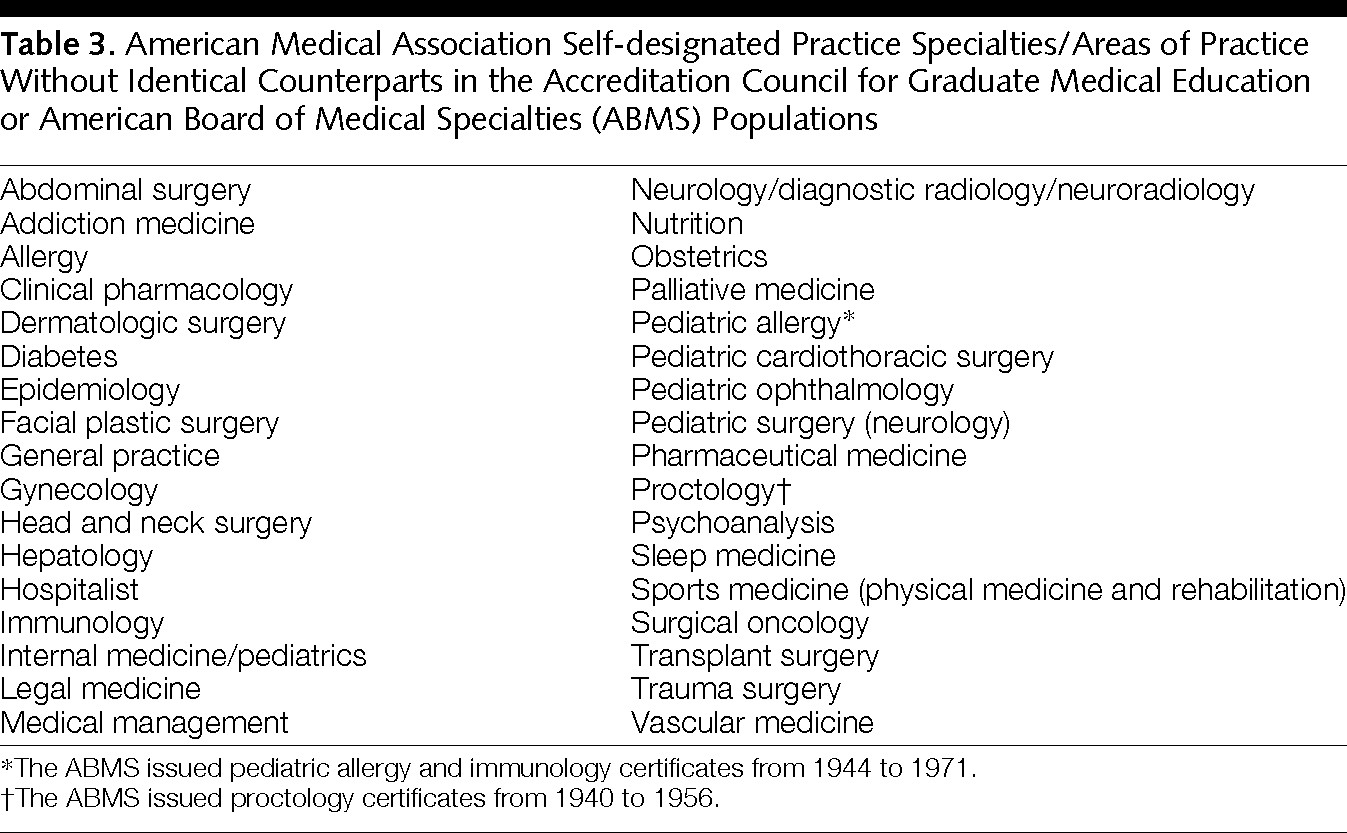 Table 3. American Medical Association Self-designated Practice Specialties/Areas of Practice
Without Identical Counterparts in the Accreditation Council for Graduate Medical Education
or American Board of Medical Specialties (ABMS) Populations
Abdominal surgery
Addiction medicine
Allergy
Clinical pharmacology
Dermatologic surgery
Diabetes
Epidemiology
Facial plastic surgery
General practice
Gynecology
Head and neck surgery
Hepatology
Hospitalist
Immunology
Internal medicine/pediatrics
Legal medicine
Medical management
Neurology/diagnostic radiology/neuroradiology
Nutrition
Obstetrics
Palliative medicine
Pediatric allergy*
Pediatric cardiothoracic surgery
Pediatric ophthalmology
Pediatric surgery (neurology)
Pharmaceutical medicine
Proctology†
Psychoanalysis
Sleep medicine
Sports medicine (physical medicine and rehabilitation)
Surgical oncology
Transplant surgery
Trauma surgery
Vascular medicine
*The ABMS issued pediatric allergy and immunology certificates from 1944 to 1971.
†The ABMS issued proctology certificates from 1940 to 1956.